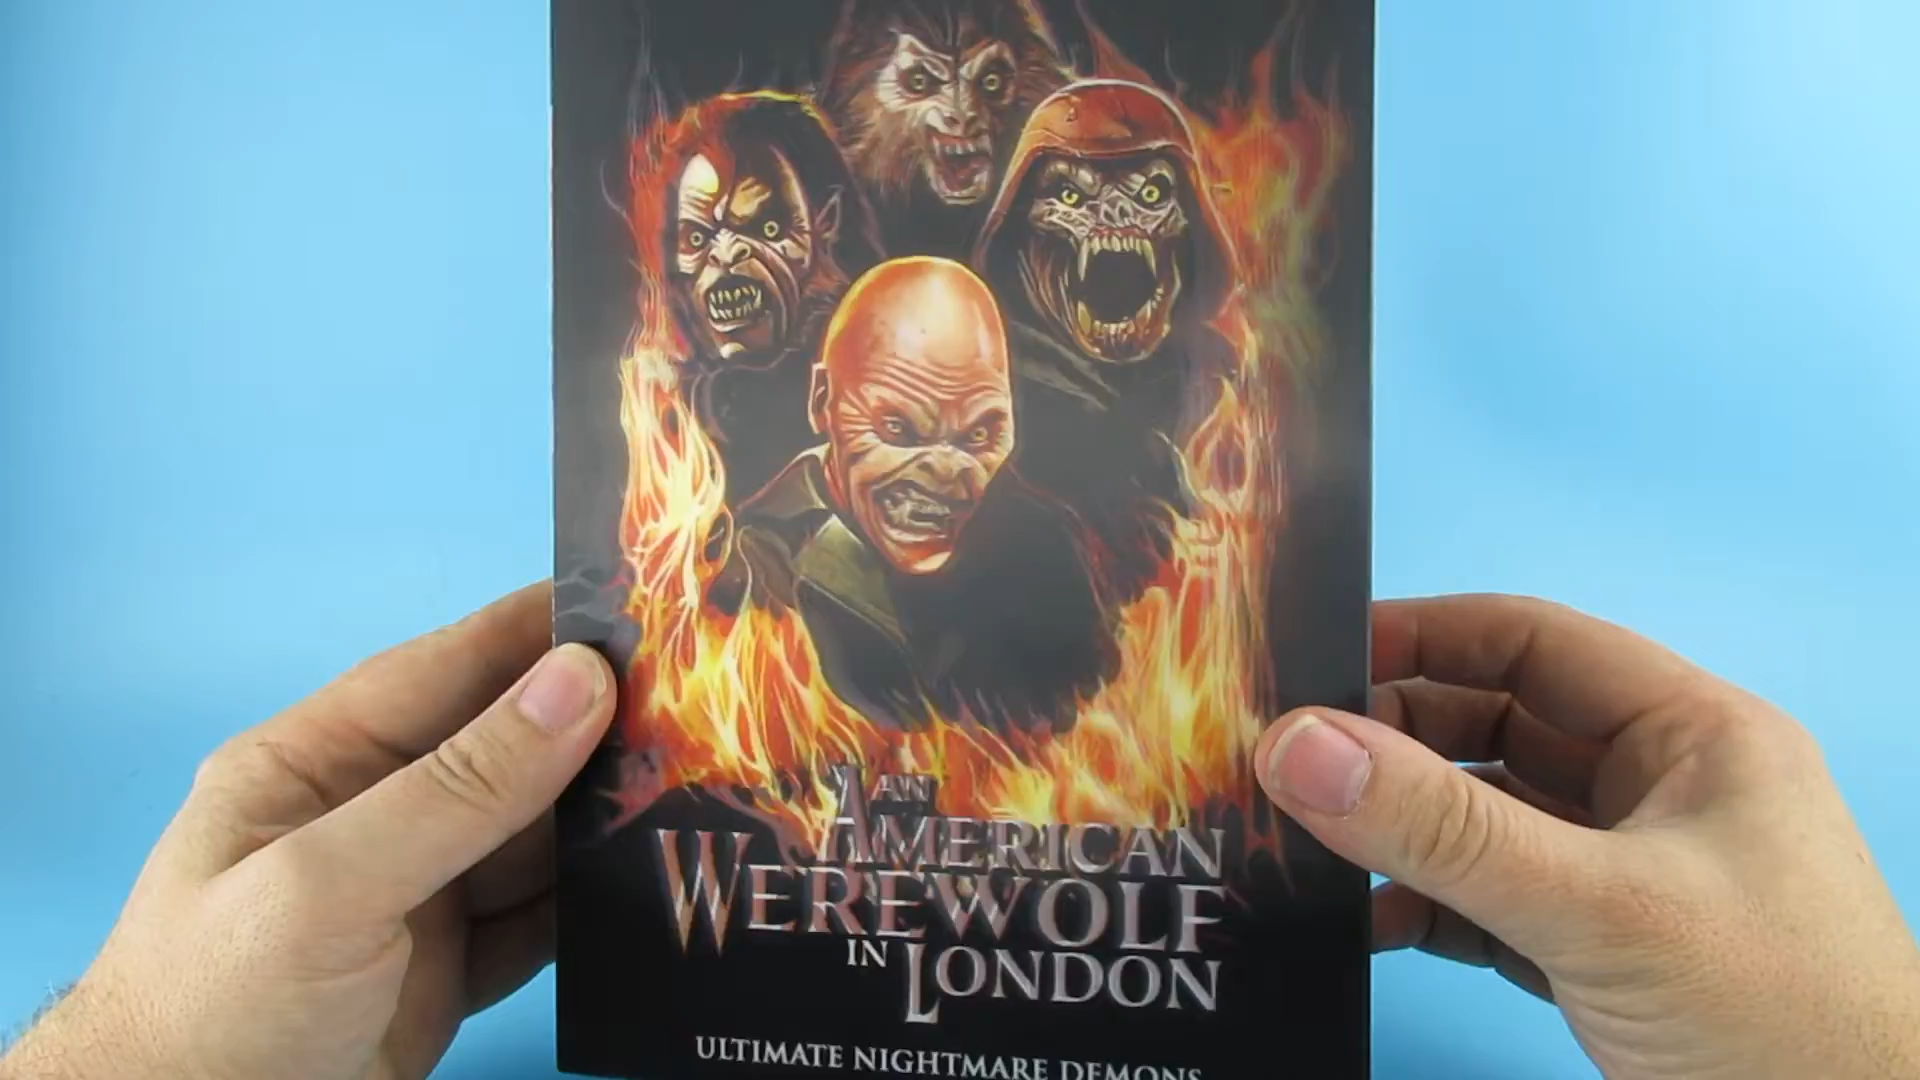 AN
AMERICAN
WEREWOLF
IN LONDON
ULTIMATE NIGHTMARE DEMONS